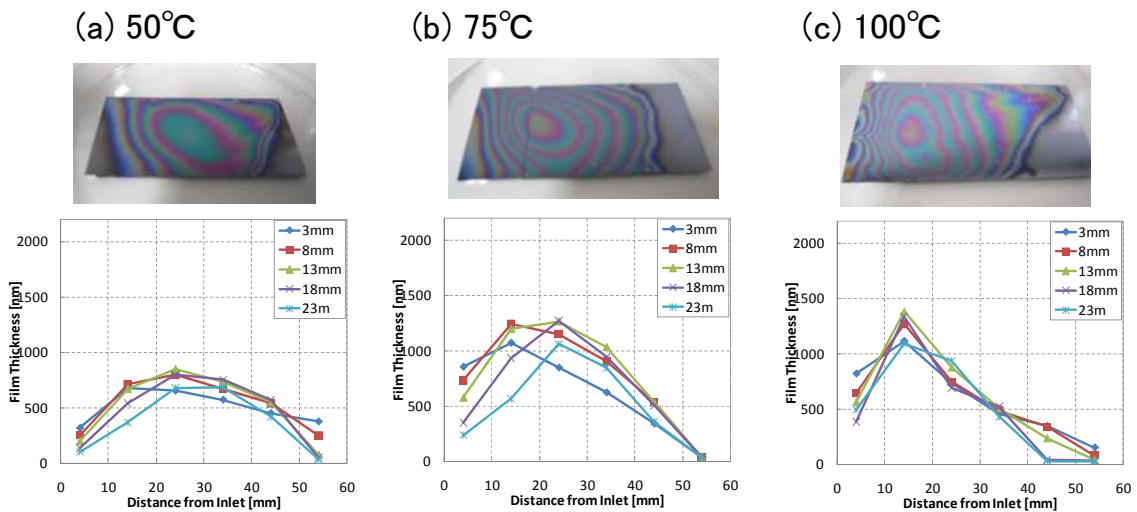 (a) 50℃
(b) 75℃
(c) 100℃
2000
1500
1000
500
0
0 10 20 30 40 50 60
Film Thickness [nm]
Distance from Inlet [mm]
3mm
8mm
13mm
18mm
23m
2000
1500
1000
500
0
0 10 20 30 40 50 60
Film Thickness [nm]
Distance from Inlet [mm]
3mm
8mm
13mm
18mm
23m
2000
1500
1000
500
0
0 10 20 30 40 50 60
Film Thickness [nm]
Distance from Inlet [mm]
3mm
8mm
13mm
18mm
23m